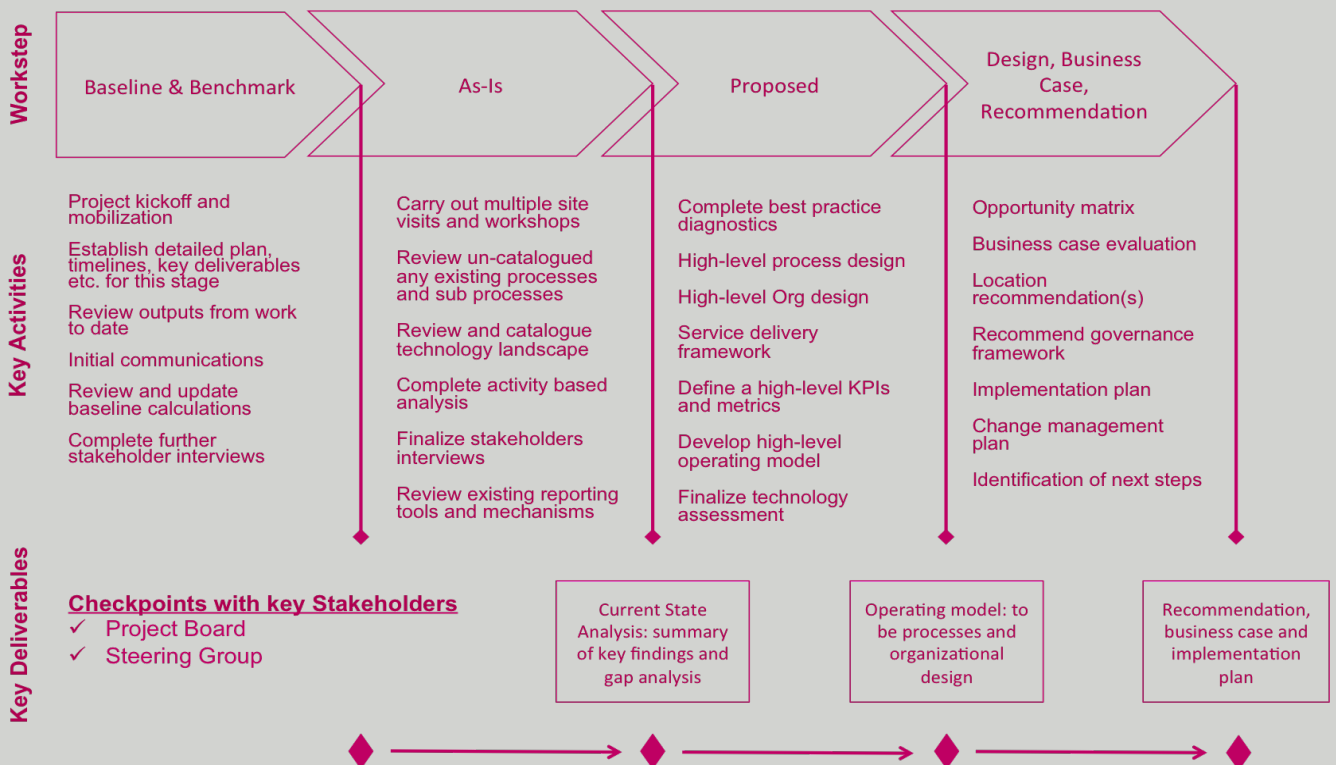 Workstep
Baseline & Benchmark
As-Is
Proposed
Design, Business
Case,
Recommendation
Key Activities
Project kickoff and
mobilization
Establish detailed plan,
timelines, key deliverables
etc. for this stage
Review outputs from work
to date
Initial communications
Review and update
baseline calculations
Complete further
stakeholder interviews
Carry out multiple site
visits and workshops
Review un-catalogued
any existing processes
and sub processes
Review and catalogue
technology landscape
Complete activity based
analysis
Finalize stakeholders
interviews
Review existing reporting
tools and mechanisms
Complete best practice
diagnostics
High-level process design
High-level Org design
Service delivery
framework
Define a high-level KPIs
and metrics
Develop high-level
operating model
Finalize technology
assessment
Opportunity matrix
Business case evaluation
Location
recommendation(s)
Recommend governance
framework
Implementation plan
Change management
plan
Identification of next steps
Key Deliverables
Checkpoints with key Stakeholders
✓ Project Board
✓ Steering Group
Current State
Analysis: summary
of key findings and
gap analysis
Operating model: to
be processes and
organizational
design
Recommendation,
business case and
implementation
plan